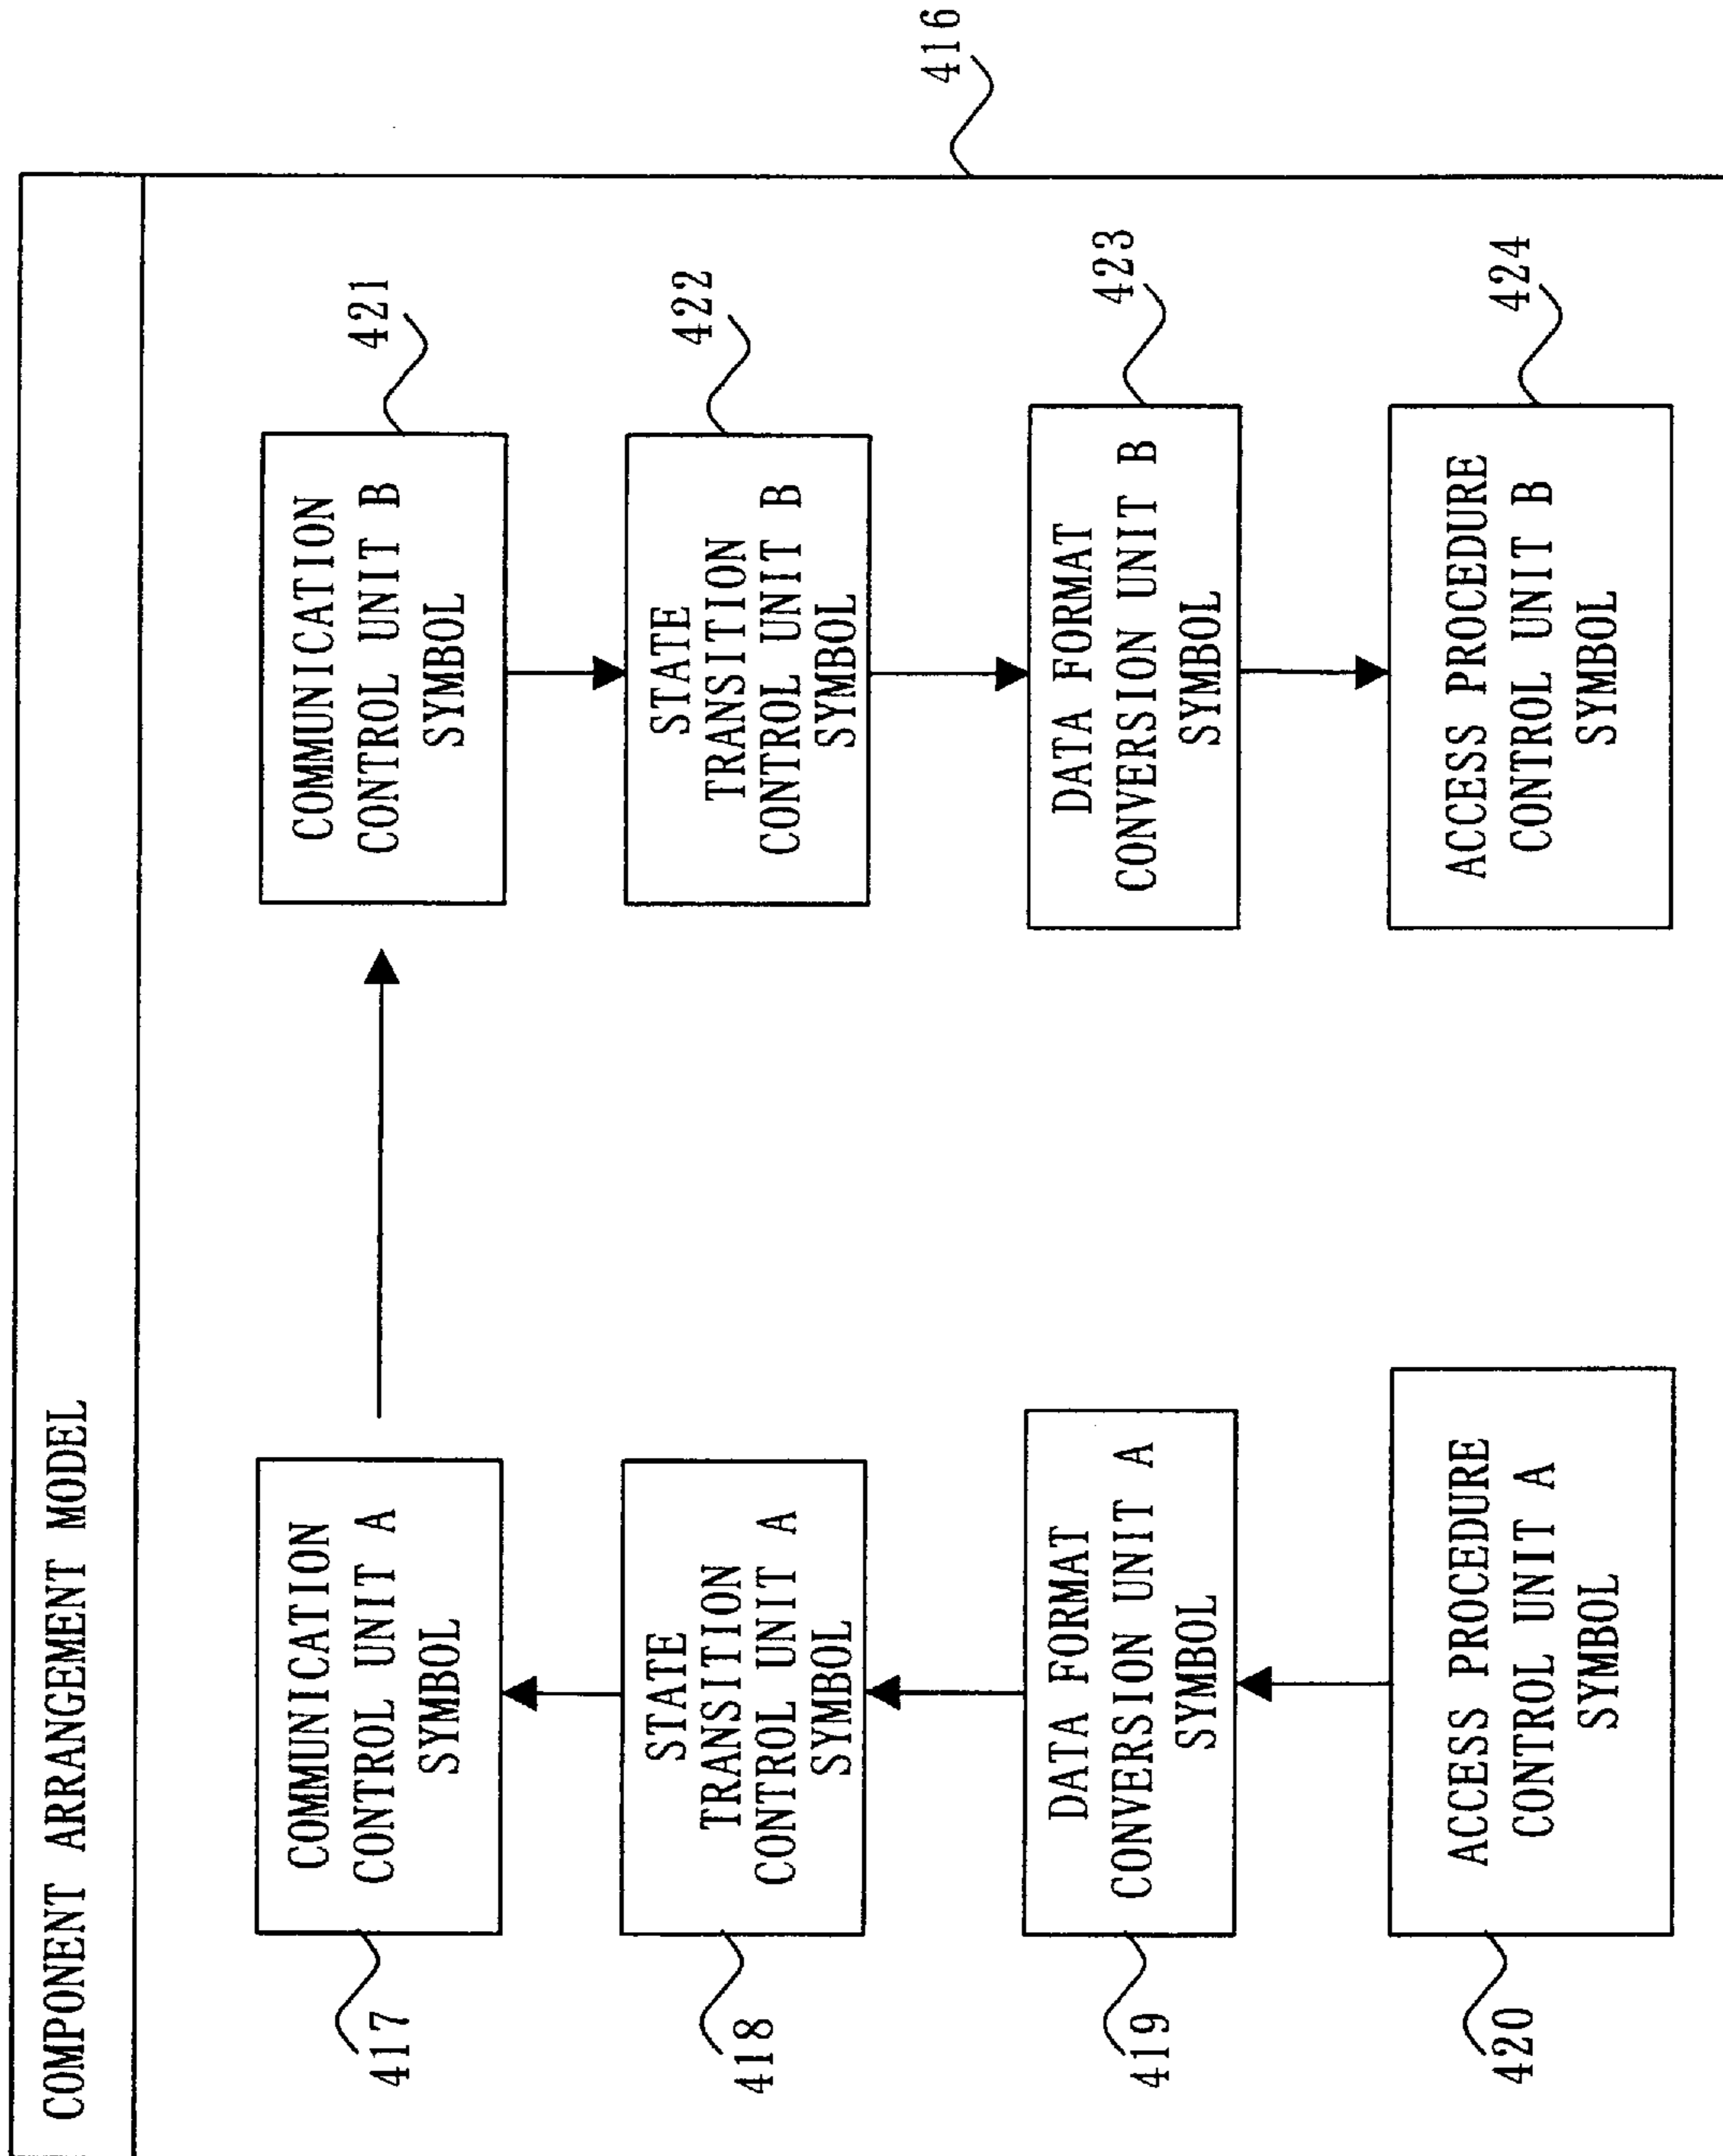 COMPONENT ARRANGEMENT MODEL
416
417
COMMUNICATION
CONTROL UNIT A
SYMBOL
COMMUNICATION
CONTROL UNIT B
SYMBOL
421
418
STATE
TRANSITION
CONTROL UNIT A
SYMBOL
STATE
TRANSITION
CONTROL UNIT B
SYMBOL
422
419
DATA FORMAT
CONVERSION UNIT A
SYMBOL
DATA FORMAT
CONVERSION UNIT B
SYMBOL
423
420
ACCESS PROCEDURE
CONTROL UNIT A
SYMBOL
ACCESS PROCEDURE
CONTROL UNIT B
SYMBOL
424